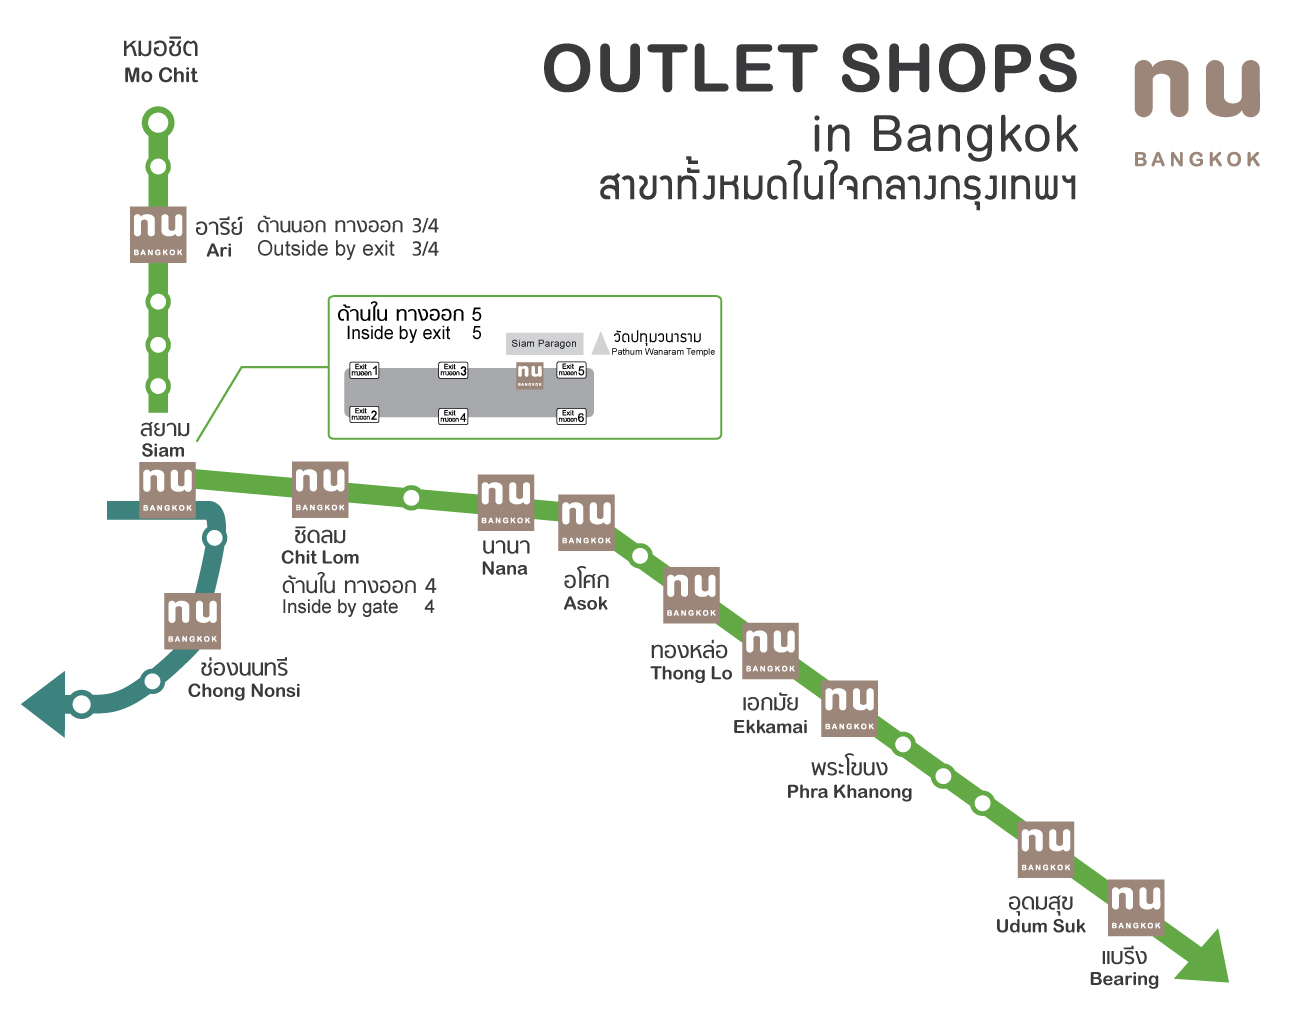 หมอชิต
Mo Chit
OUTLET SHOPS
in Bangkok
สาขาทั้งหมดในใจกลางกรุงเทพฯ
nu
BANGKOK
nu
BANGKOK
อารีย์
Ari
ด้านนอก ทางออก 3/4
Outside by exit 3/4
ด้านใน ทางออก 5
Inside by exit 5
Siam Paragon
วัดปทุมวนาราม
Pathum Wanaram Temple
Exit
ทางออก 1
Exit
ทางออก 3
nu
BANGKOK
Exit
ทางออก 5
Exit
ทางออก 2
Exit
ทางออก 4
Exit
ทางออก 6
สยาม
Siam
nu
BANGKOK
nu
BANGKOK
ชิดลม
Chit Lom
ด้านใน ทางออก 4
Inside by gate 4
nu
BANGKOK
นานา
Nana
nu
BANGKOK
อโศก
Asok
nu
BANGKOK
ช่องนนทรี
Chong Nonsi
nu
BANGKOK
ทองหล่อ
Thong Lo
nu
BANGKOK
เอกมัย
Ekkamai
nu
BANGKOK
พระโขนง
Phra Khanong
nu
BANGKOK
อุดมสุข
Udum Suk
nu
BANGKOK
แบริ่ง
Bearing